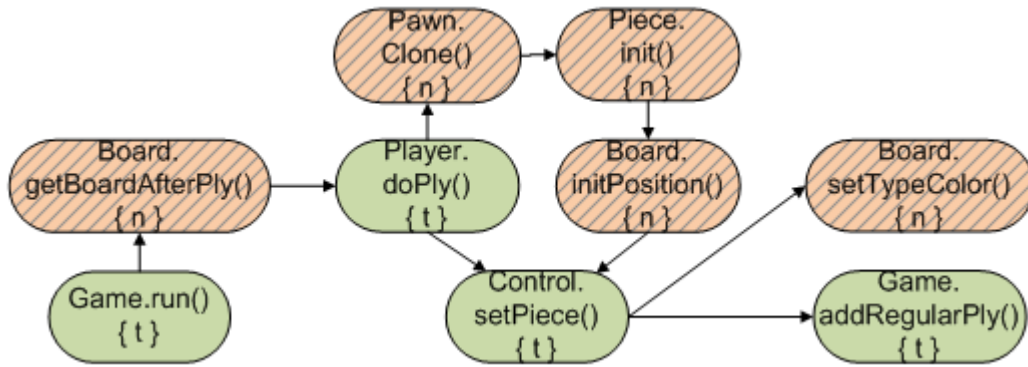 Pawn.
Clone()
{ n }
Piece.
init()
{ n }
Board.
getBoardAfterPly()
{ n }
Player.
doPly()
{ t }
Board.
initPosition()
{ n }
Board.
setTypeColor()
{ n }
Game.run()
{ t }
Control.
setPiece()
{ t }
Game.
addRegularPly()
{ t }